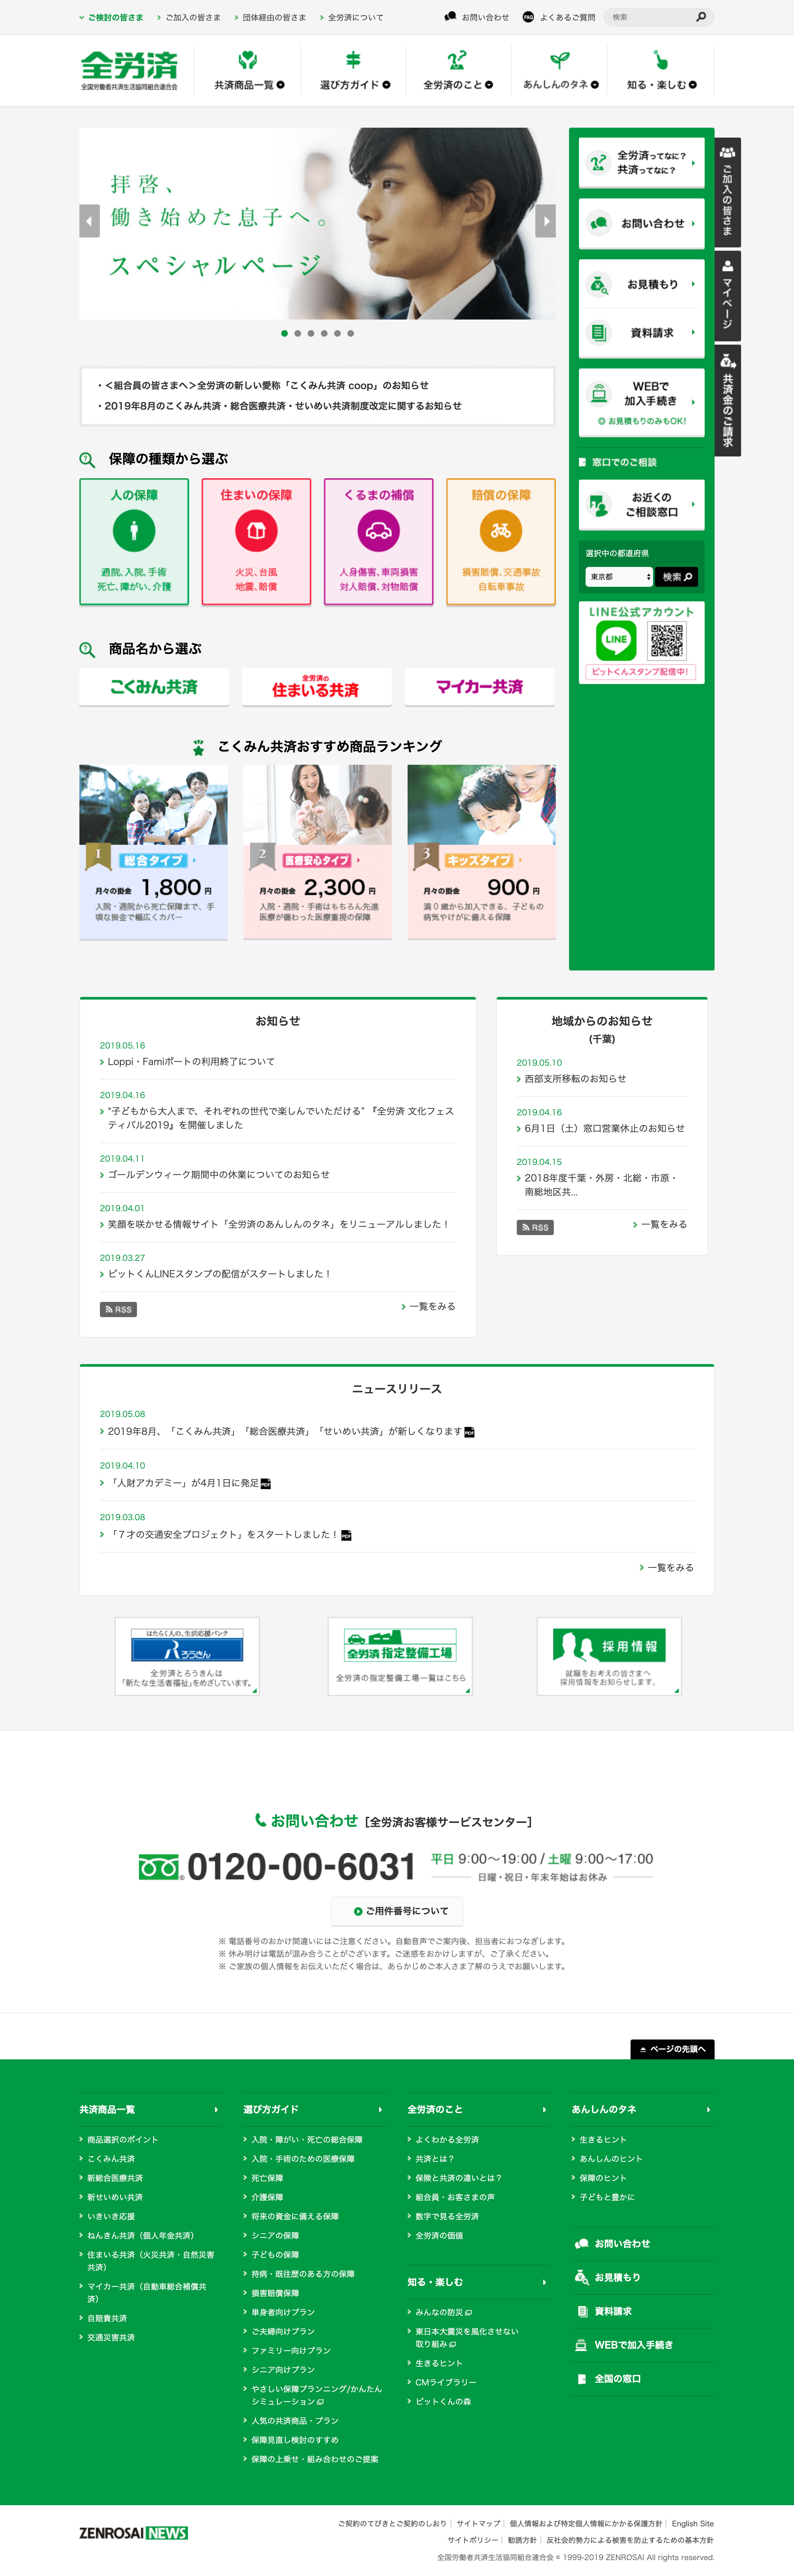 ご検討の皆さま
ご加入の皆さま
団体経由の皆さま
全労済について
お問い合わせ
FAQ よくあるご質問
検索
全労済
全国労働者共済生活協同組合連合会
共済商品一覧
選び方ガイド
全労済のこと
あんしんのタネ
知る・楽しむ
拝啓、
働き始めた息子へ。
スペシャルページ
・＜組合員の皆さまへ＞全労済の新しい愛称「こくみん共済 coop」のお知らせ
・2019年8月のこくみん共済・総合医療共済・せいめい共済制度改定に関するお知らせ
全労済ってなに？
共済ってなに？
お問い合わせ
お見積もり
資料請求
WEBで
加入手続き
◎ お見積もりのみもOK!
窓口でのご相談
お近くの
ご相談窓口
選択中の都道府県
東京都
検索
LINE公式アカウント
LINE
ピットくんスタンプ配信中！
ご加入の皆さま
マイページ
共済金のご請求
保障の種類から選ぶ
人の保障
通院、入院、手術
死亡、障がい、介護
住まいの保障
火災、台風
地震、賠償
くるまの補償
人身傷害、車両損害
対人賠償、対物賠償
賠償の保障
損害賠償、交通事故
自転車事故
商品名から選ぶ
こくみん共済
全労済の
住まいる共済
マイカー共済
こくみん共済おすすめ商品ランキング
1
総合タイプ
月々の掛金 1,800 円
入院・通院から死亡保障まで、手
頃な掛金で幅広くカバー
2
医療安心タイプ
月々の掛金 2,300 円
入院・通院・手術はもちろん先進
医療が備わった医療重視の保障
3
キッズタイプ
月々の掛金 900 円
満０歳から加入できる、子どもの
病気やけがに備える保障
お知らせ
2019.05.16
Loppi・Famiポートの利用終了について
2019.04.16
“子どもから大人まで、それぞれの世代で楽しんでいただける” 『全労済 文化フェス
ティバル2019』を開催しました
2019.04.11
ゴールデンウィーク期間中の休業についてのお知らせ
2019.04.01
笑顔を咲かせる情報サイト「全労済のあんしんのタネ」をリニューアルしました！
2019.03.27
ピットくんLINEスタンプの配信がスタートしました！
RSS
一覧をみる
地域からのお知らせ
(千葉)
2019.05.10
西部支所移転のお知らせ
2019.04.16
6月1日（土）窓口営業休止のお知らせ
2019.04.15
2018年度千葉・外房・北総・市原・
南総地区共...
RSS
一覧をみる
ニュースリリース
2019.05.08
2019年8月、「こくみん共済」「総合医療共済」「せいめい共済」が新しくなります PDF
2019.04.10
「人財アカデミー」が4月1日に発足 PDF
2019.03.08
「７才の交通安全プロジェクト」をスタートしました！ PDF
一覧をみる
はたらく人の、生活応援バンク
ろうきん
全労済とろうきんは
「新たな生活者福祉」をめざしています。
全労済 指定整備工場
全労済の指定整備工場一覧はこちら
採用情報
就職をお考えの皆さまへ
採用情報をお知らせします。
お問い合わせ［全労済お客様サービスセンター］
0120-00-6031
平日 9:00〜19:00 / 土曜 9:00〜17:00
日曜・祝日・年末年始はお休み
ご用件番号について
※ 電話番号のおかけ間違いにはご注意ください。自動音声でご案内後、担当者におつなぎします。
※ 休み明けは電話が混み合うことがございます。ご迷惑をおかけしますが、ご了承ください。
※ ご家族の個人情報をお伝えいただく場合は、あらかじめご本人さま了解のうえでお願いします。
ページの先頭へ
共済商品一覧
商品選択のポイント
こくみん共済
新総合医療共済
新せいめい共済
いきいき応援
ねんきん共済（個人年金共済）
住まいる共済（火災共済・自然災害
共済）
マイカー共済（自動車総合補償共
済）
自賠責共済
交通災害共済
選び方ガイド
入院・障がい・死亡の総合保障
入院・手術のための医療保障
死亡保障
介護保障
将来の資金に備える保障
シニアの保障
子どもの保障
持病・既往歴のある方の保障
損害賠償保障
単身者向けプラン
ご夫婦向けプラン
ファミリー向けプラン
シニア向けプラン
やさしい保障プランニング/かんたん
シミュレーション
人気の共済商品・プラン
保障見直し検討のすすめ
保障の上乗せ・組み合わせのご提案
全労済のこと
よくわかる全労済
共済とは？
保険と共済の違いとは？
組合員・お客さまの声
数字で見る全労済
全労済の価値
知る・楽しむ
みんなの防災
東日本大震災を風化させない
取り組み
生きるヒント
CMライブラリー
ピットくんの森
あんしんのタネ
生きるヒント
あんしんのヒント
保障のヒント
子どもと豊かに
お問い合わせ
お見積もり
資料請求
WEBで加入手続き
全国の窓口
ZENROSAI NEWS
ご契約のてびきとご契約のしおり｜サイトマップ｜個人情報および特定個人情報にかかる保護方針｜English Site
サイトポリシー｜勧誘方針｜反社会的勢力による被害を防止するための基本方針
全国労働者共済生活協同組合連合会 © 1999-2019 ZENROSAI All rights reserved.